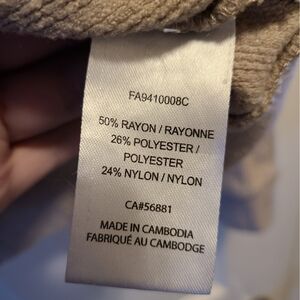 FA9410008C
50% RAYON / RAYONNE
26% POLYESTER /
POLYESTER
24% NYLON / NYLON
CA#56881
MADE IN CAMBODIA
FABRIQUÉ AU CAMBODGE